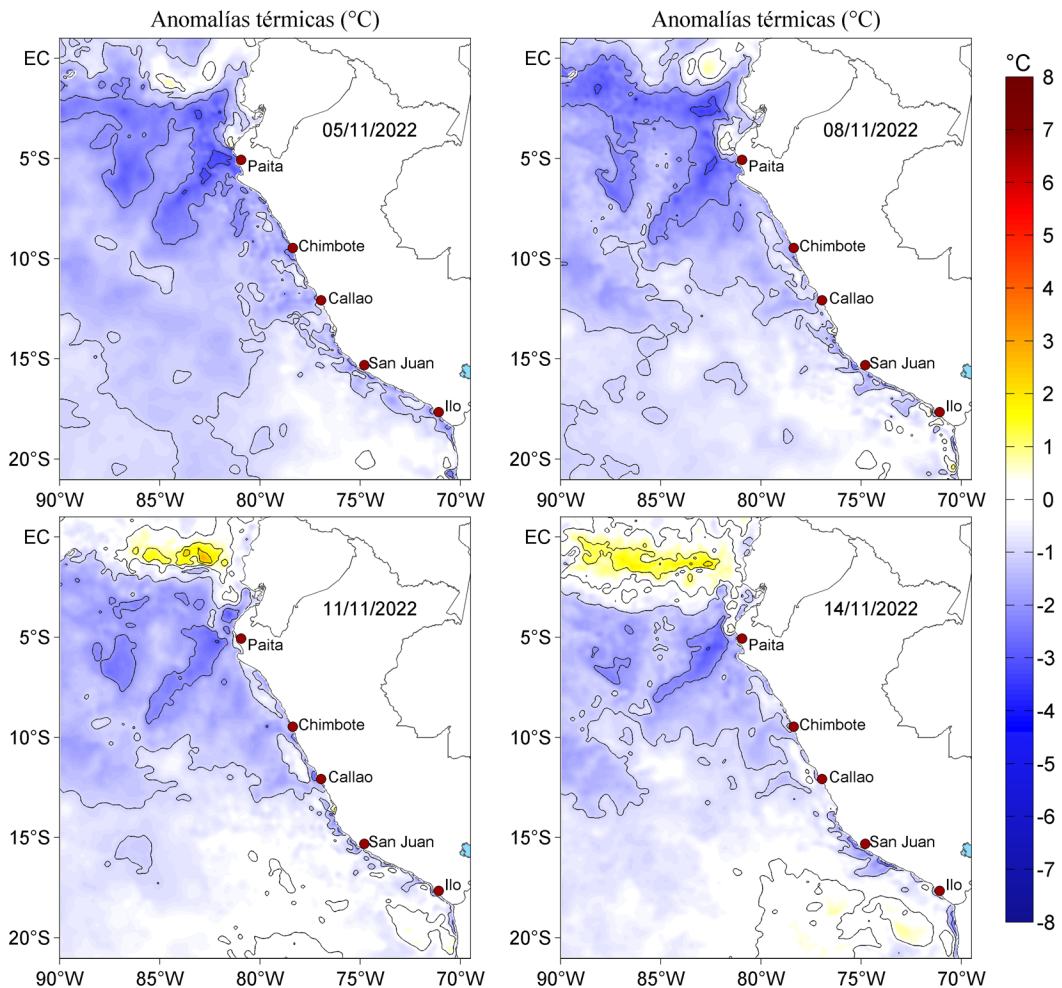 Anomalías térmicas (°C)
Anomalías térmicas (°C)
°C
8
7
6
5
4
3
2
1
0
-1
-2
-3
-4
-5
-6
-7
-8
EC
5°S
10°S
15°S
20°S
90°W
85°W
80°W
75°W
70°W
05/11/2022
Paita
Chimbote
Callao
San Juan
Ilo
EC
5°S
10°S
15°S
20°S
90°W
85°W
80°W
75°W
70°W
08/11/2022
Paita
Chimbote
Callao
San Juan
Ilo
EC
5°S
10°S
15°S
20°S
90°W
85°W
80°W
75°W
70°W
11/11/2022
Paita
Chimbote
Callao
San Juan
Ilo
EC
5°S
10°S
15°S
20°S
90°W
85°W
80°W
75°W
70°W
14/11/2022
Paita
Chimbote
Callao
San Juan
Ilo